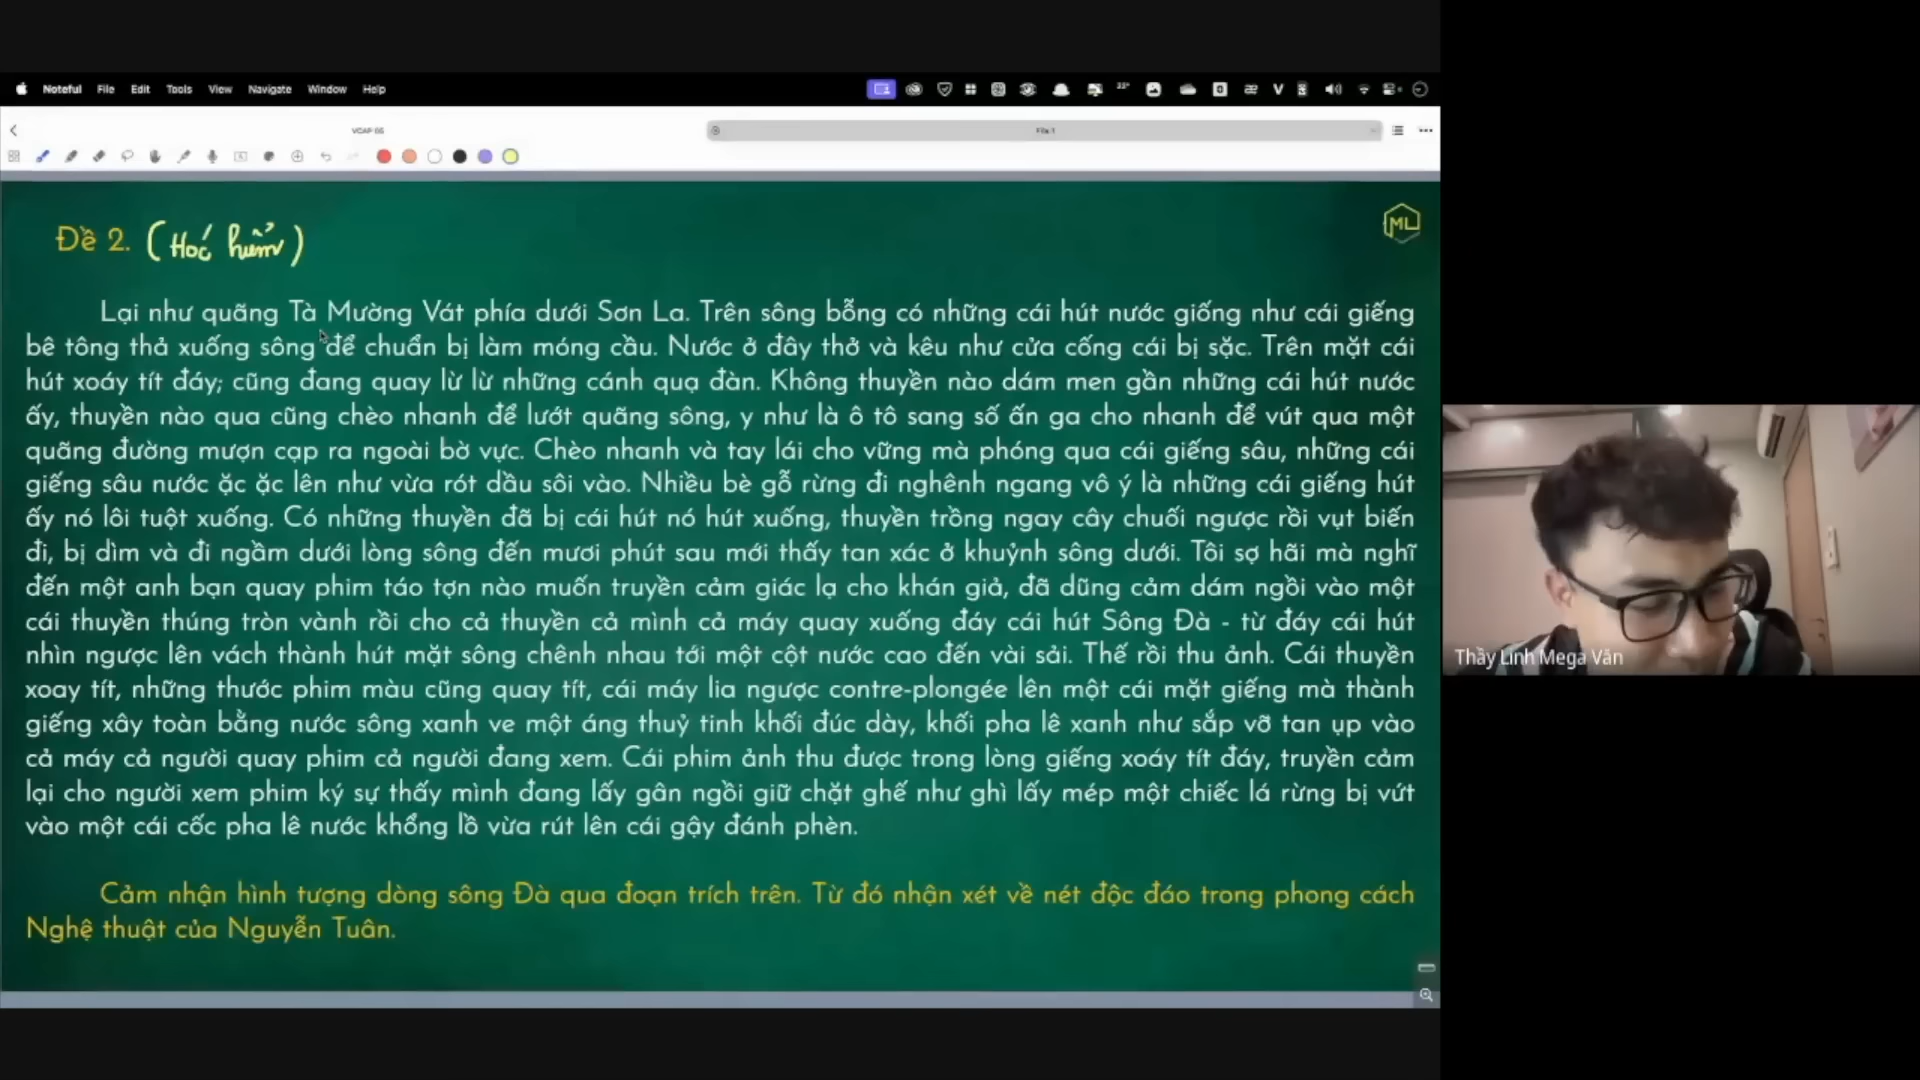 Noteful File Edit Tools View Navigate Window Help
33°
VCAP 05
File 1
ML
Đề 2. (Hóc hiểm)
Lại như quãng Tà Mường Vát phía dưới Sơn La. Trên sông bỗng có những cái hút nước giống như cái giếng
bê tông thả xuống sông để chuẩn bị làm móng cầu. Nước ở đây thở và kêu như cửa cống cái bị sặc. Trên mặt cái
hút xoáy tít đáy; cũng đang quay lừ lừ những cánh quạ đàn. Không thuyền nào dám men gần những cái hút nước
ấy, thuyền nào qua cũng chèo nhanh để lướt quãng sông, y như là ô tô sang số ấn ga cho nhanh để vút qua một
quãng đường mượn cạp ra ngoài bờ vực. Chèo nhanh và tay lái cho vững mà phóng qua cái giếng sâu, những cái
giếng sâu nước ặc ặc lên như vừa rót dầu sôi vào. Nhiều bè gỗ rừng đi nghênh ngang vô ý là những cái giếng hút
ấy nó lôi tuột xuống. Có những thuyền đã bị cái hút nó hút xuống, thuyền trồng ngay cây chuối ngược rồi vụt biến
đi, bị dìm và đi ngầm dưới lòng sông đến mươi phút sau mới thấy tan xác ở khuỷnh sông dưới. Tôi sợ hãi mà nghĩ
đến một anh bạn quay phim táo tợn nào muốn truyền cảm giác lạ cho khán giả, đã dũng cảm dám ngồi vào một
cái thuyền thúng tròn vành rồi cho cả thuyền cả mình cả máy quay xuống đáy cái hút Sông Đà - từ đáy cái hút
nhìn ngược lên vách thành hút mặt sông chênh nhau tới một cột nước cao đến vài sải. Thế rồi thu ảnh. Cái thuyền
xoay tít, những thước phim màu cũng quay tít, cái máy lia ngược contre-plongée lên một cái mặt giếng mà thành
giếng xây toàn bằng nước sông xanh ve một áng thuỷ tinh khối đúc dày, khối pha lê xanh như sắp vỡ tan ụp vào
cả máy cả người quay phim cả người đang xem. Cái phim ảnh thu được trong lòng giếng xoáy tít đáy, truyền cảm
lại cho người xem phim ký sự thấy mình đang lấy gân ngồi giữ chặt ghế như ghì lấy mép một chiếc lá rừng bị vứt
vào một cái cốc pha lê nước khổng lồ vừa rút lên cái gậy đánh phèn.
Cảm nhận hình tượng dòng sông Đà qua đoạn trích trên. Từ đó nhận xét về nét độc đáo trong phong cách
Nghệ thuật của Nguyễn Tuân.
Thầy Linh Mega Văn